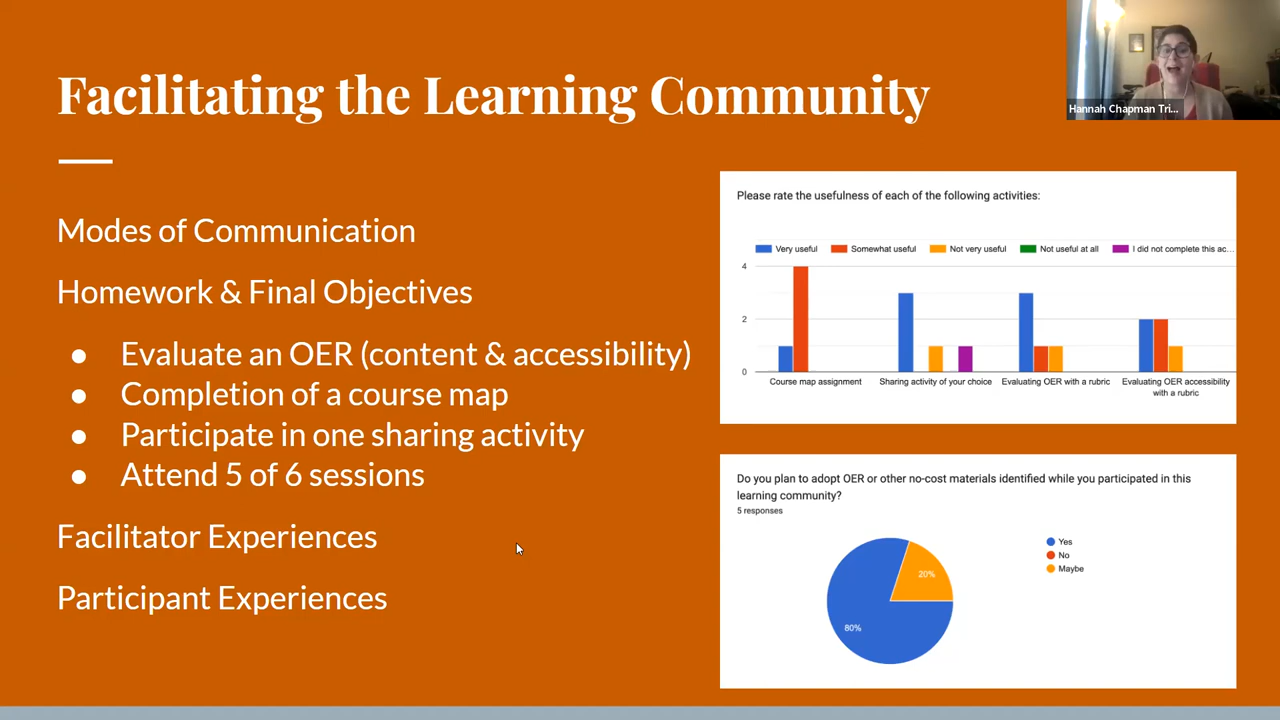 Facilitating the Learning Community
Hannah Chapman Tri...
Modes of Communication
Homework & Final Objectives
● Evaluate an OER (content & accessibility)
● Completion of a course map
● Participate in one sharing activity
● Attend 5 of 6 sessions
Facilitator Experiences
Participant Experiences
Please rate the usefulness of each of the following activities:
Very useful Somewhat useful Not very useful Not useful at all I did not complete this ac...
4
2
0
Course map assignment Sharing activity of your choice Evaluating OER with a rubric Evaluating OER accessibility
with a rubric
Do you plan to adopt OER or other no-cost materials identified while you participated in this
learning community?
5 responses
Yes
No
Maybe
20%
80%